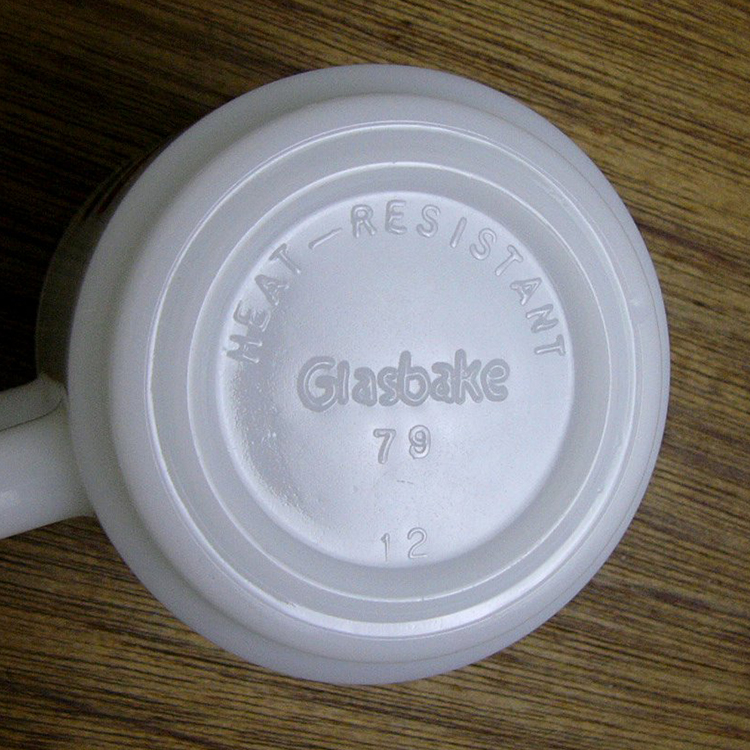 HEAT-RESISTANT
Glasbake
79
12